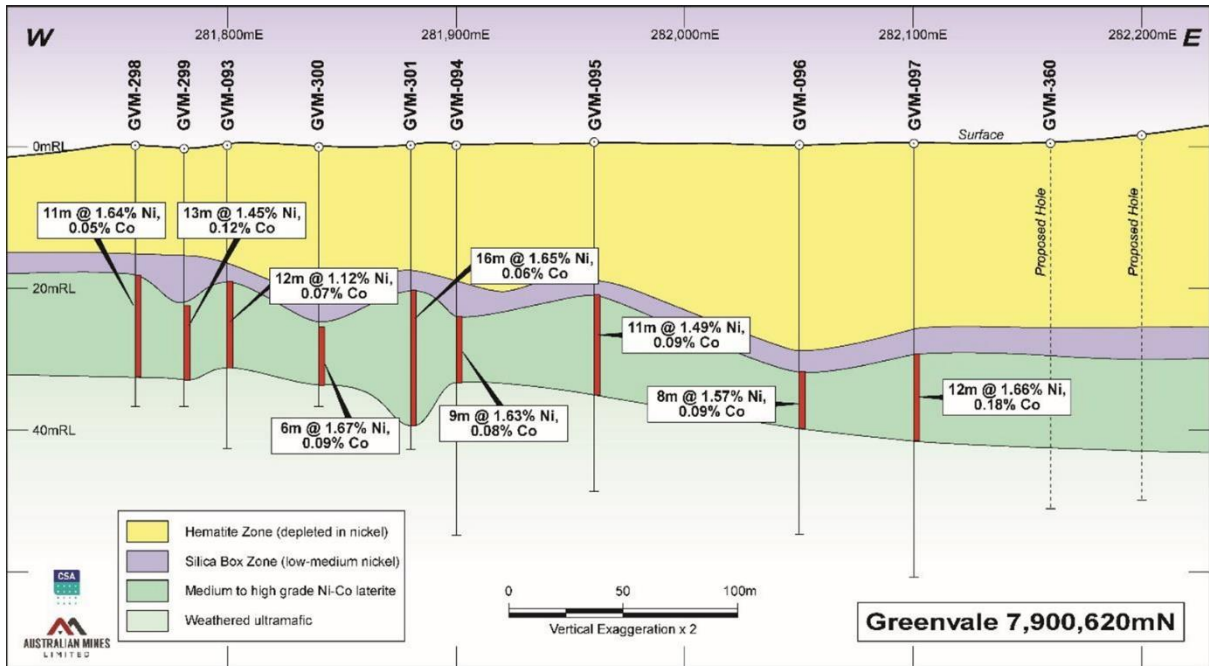 W
281,800mE
281,900mE
282,000mE
282,100mE
282,200mE
E
GVM-298
GVM-299
GVM-093
GVM-300
GVM-301
GVM-094
GVM-095
GVM-096
GVM-097
GVM-360
0mRL
Surface
Proposed Hole
Proposed Hole
11m @ 1.64% Ni,
0.05% Co
13m @ 1.45% Ni,
0.12% Co
12m @ 1.12% Ni,
0.07% Co
16m @ 1.65% Ni,
0.06% Co
20mRL
11m @ 1.49% Ni,
0.09% Co
8m @ 1.57% Ni,
0.09% Co
12m @ 1.66% Ni,
0.18% Co
6m @ 1.67% Ni,
0.09% Co
9m @ 1.63% Ni,
0.08% Co
40mRL
Hematite Zone (depleted in nickel)
Silica Box Zone (low-medium nickel)
Medium to high grade Ni-Co laterite
Weathered ultramafic
CSA
AUSTRALIAN MINES
LIMITED
0 50 100m
Vertical Exaggeration x 2
Greenvale 7,900,620mN